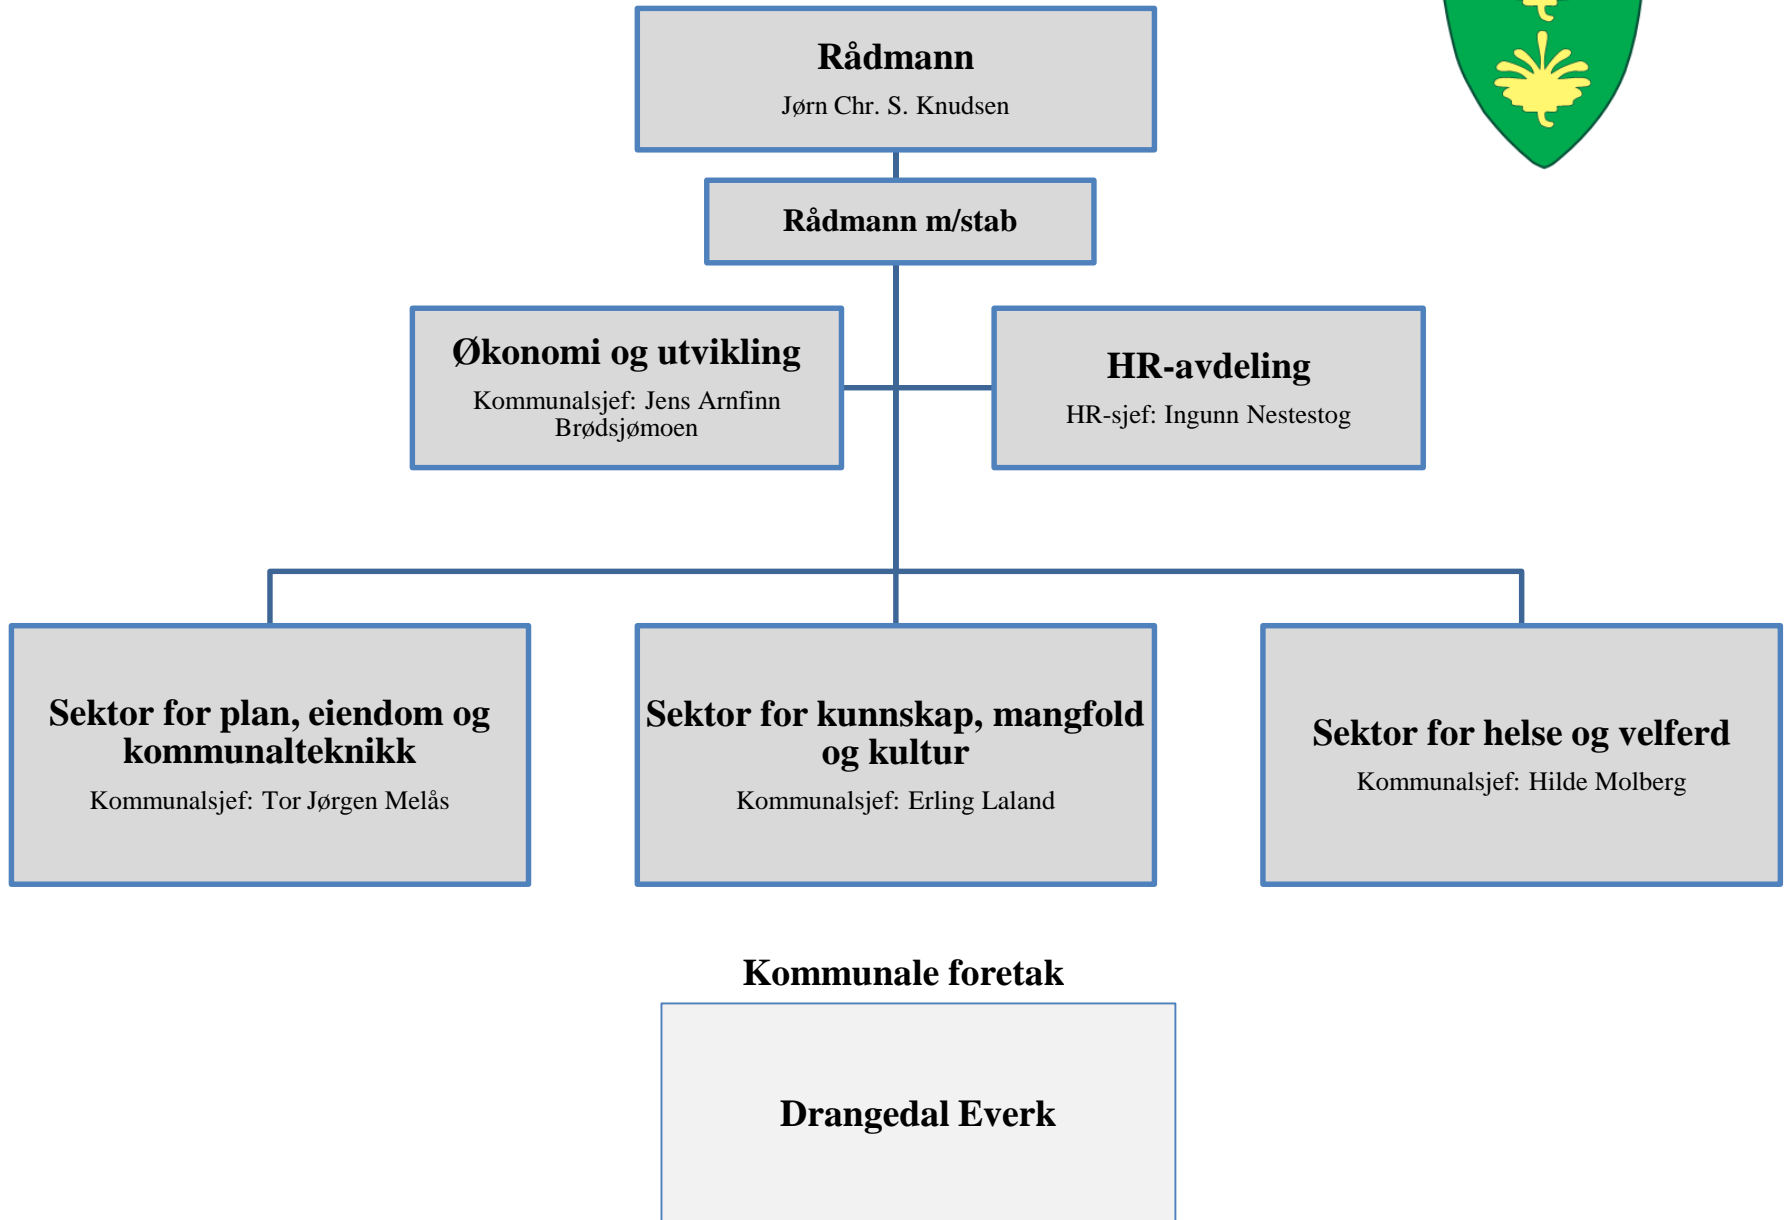 Rådmann
Jørn Chr. S. Knudsen
Rådmann m/stab
Økonomi og utvikling
Kommunalsjef: Jens Arnfinn
Brødsjømoen
HR-avdeling
HR-sjef: Ingunn Nestestog
Sektor for plan, eiendom og
kommunalteknikk
Kommunalsjef: Tor Jørgen Melås
Sektor for kunnskap, mangfold
og kultur
Kommunalsjef: Erling Laland
Sektor for helse og velferd
Kommunalsjef: Hilde Molberg
Kommunale foretak
Drangedal Everk